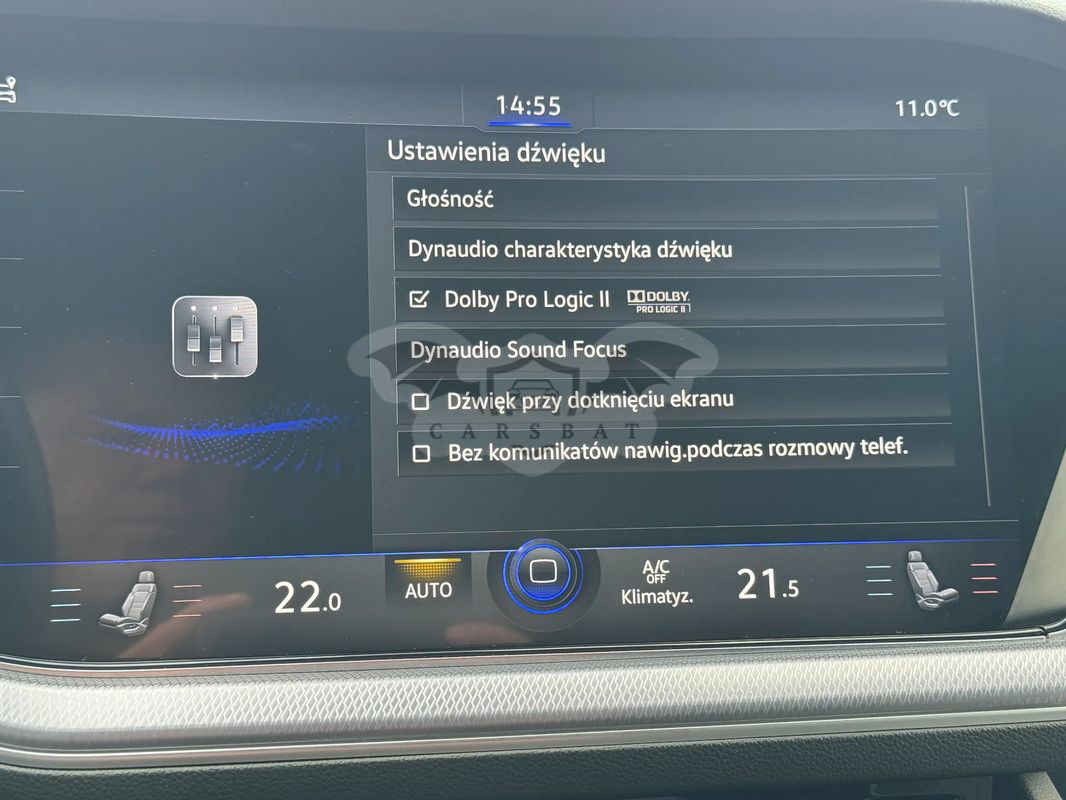 14:55
11.0°C
Ustawienia dźwięku
Głośność
Dynaudio charakterystyka dźwięku
Dolby Pro Logic II DOLBY.
PRO LOGIC II
Dynaudio Sound Focus
Dźwięk przy dotknięciu ekranu
CARSBAT
Bez komunikatów nawig.podczas rozmowy telef.
22.0
AUTO
A/C
OFF
Klimatyz.
21.5